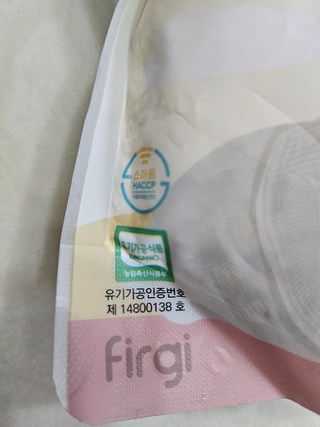 스마트
HACCP
유기가공식품
ORGANIC
농림축산식품부
유기가공인증번호
제 14800138 호
firgi